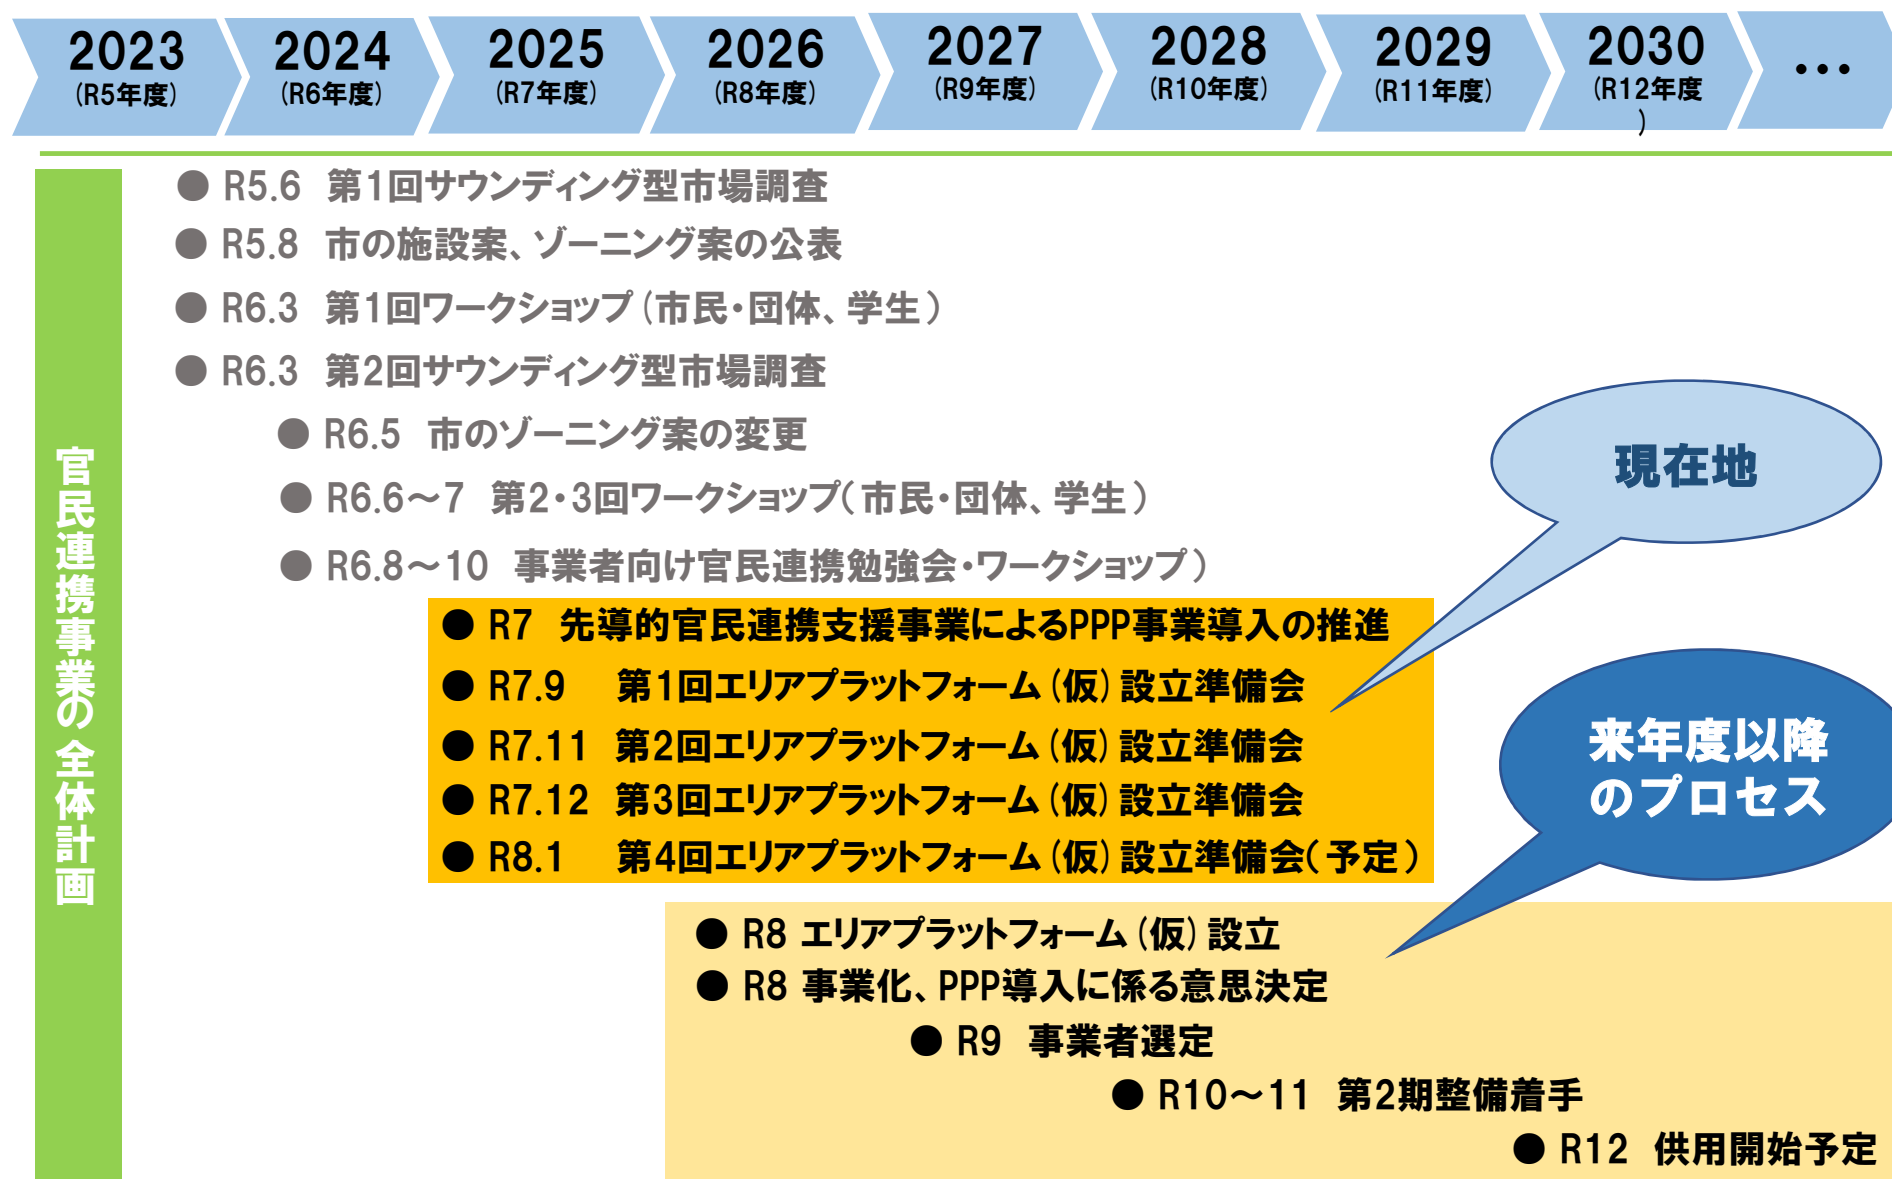 2023
(R5年度)
2024
(R6年度)
2025
(R7年度)
2026
(R8年度)
2027
(R9年度)
2028
(R10年度)
2029
(R11年度)
2030
(R12年度
)
…
官民連携事業の全体計画
● R5.6 第1回サウンディング型市場調査
● R5.8 市の施設案、ゾーニング案の公表
● R6.3 第1回ワークショップ(市民・団体、学生)
● R6.3 第2回サウンディング型市場調査
● R6.5 市のゾーニング案の変更
● R6.6～7 第2・3回ワークショップ(市民・団体、学生)
● R6.8～10 事業者向け官民連携勉強会・ワークショップ)
● R7 先導的官民連携支援事業によるPPP事業導入の推進
● R7.9 第1回エリアプラットフォーム(仮)設立準備会
● R7.11 第2回エリアプラットフォーム(仮)設立準備会
● R7.12 第3回エリアプラットフォーム(仮)設立準備会
● R8.1 第4回エリアプラットフォーム(仮)設立準備会(予定)
現在地
● R8 エリアプラットフォーム(仮)設立
● R8 事業化、PPP導入に係る意思決定
● R9 事業者選定
● R10～11 第2期整備着手
● R12 供用開始予定
来年度以降
のプロセス